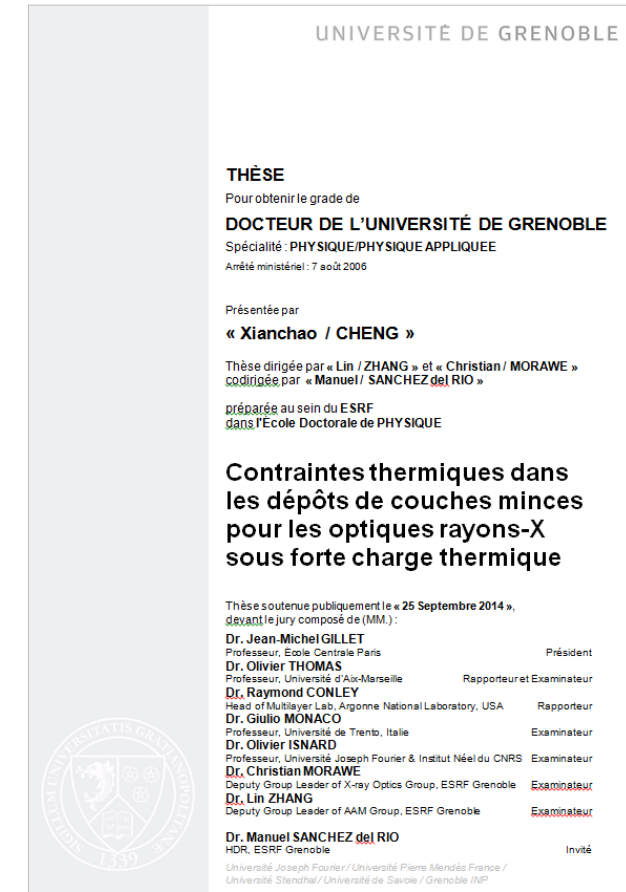 UNIVERSITÉ DE GRENOBLE
THÈSE
Pour obtenir le grade de
DOCTEUR DE L'UNIVERSITÉ DE GRENOBLE
Spécialité : PHYSIQUE/PHYSIQUE APPLIQUEE
Arrêté ministériel : 7 août 2006
Présentée par
« Xianchao / CHENG »
Thèse dirigée par « Lin / ZHANG » et « Christian / MORAWE »
codirigée par « Manuel / SANCHEZ del RIO »
préparée au sein du ESRF
dans l'École Doctorale de PHYSIQUE
Contraintes thermiques dans
les dépôts de couches minces
pour les optiques rayons-X
sous forte charge thermique
Thèse soutenue publiquement le « 25 Septembre 2014 »,
devant le jury composé de (MM.) :
Dr. Jean-Michel GILLET
Professeur, École Centrale Paris Président
Dr. Olivier THOMAS
Professeur, Université d'Aix-Marseille Rapporteur et Examinateur
Dr. Raymond CONLEY
Head of Multilayer Lab, Argonne National Laboratory, USA Rapporteur
Dr. Giulio MONACO
Professeur, Université de Trento, Italie Examinateur
Dr. Olivier ISNARD
Professeur, Université Joseph Fourier & Institut Néel du CNRS Examinateur
Dr. Christian MORAWE
Deputy Group Leader of X-ray Optics Group, ESRF Grenoble Examinateur
Dr. Lin ZHANG
Deputy Group Leader of AAM Group, ESRF Grenoble Examinateur
Dr. Manuel SANCHEZ del RIO
HDR, ESRF Grenoble Invité
SIGILLUM UNIVERSITATIS GRATIANOPOLITANE
1339
Université Joseph Fourier / Université Pierre Mendès France /
Université Stendhal / Université de Savoie / Grenoble INP